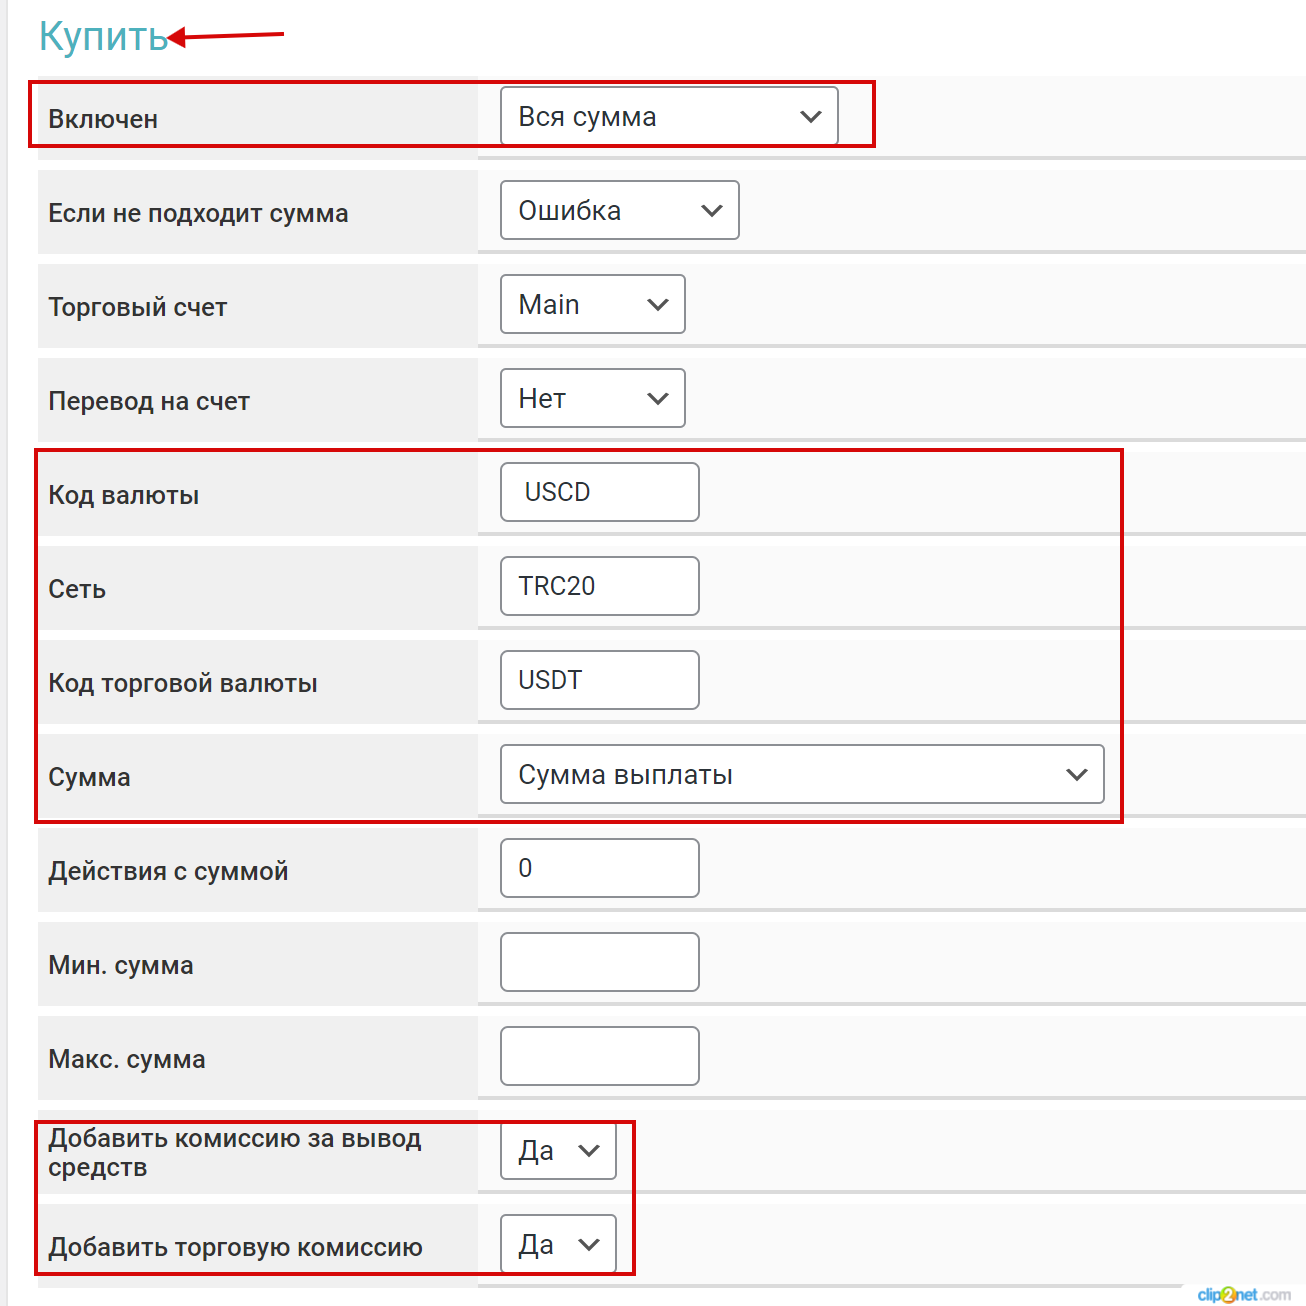 Купить
Включен Вся сумма
Если не подходит сумма Ошибка
Торговый счет Main
Перевод на счет Нет
Код валюты USCD
Сеть TRC20
Код торговой валюты USDT
Сумма Сумма выплаты
Действия с суммой 0
Мин. сумма
Макс. сумма
Добавить комиссию за вывод
средств Да
Добавить торговую комиссию Да
clip2net.com